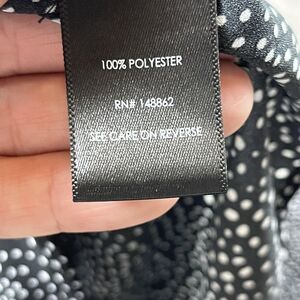 100% POLYESTER
RN# 148862
SEE CARE ON REVERSE